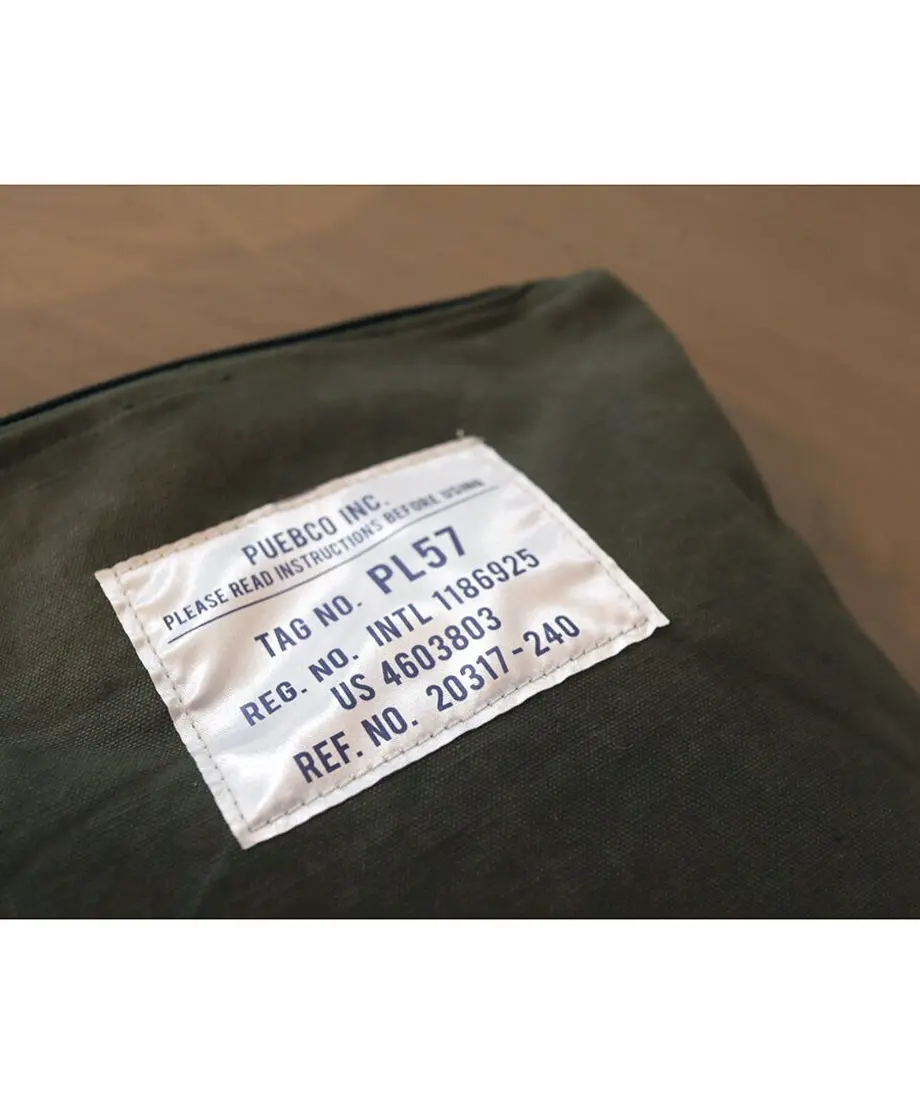 PUEBCO INC.
PLEASE READ INSTRUCTIONS BEFORE USING
TAG NO. PL57
REG. NO. INTL 1186925
US 4603803
REF. NO. 20317-240